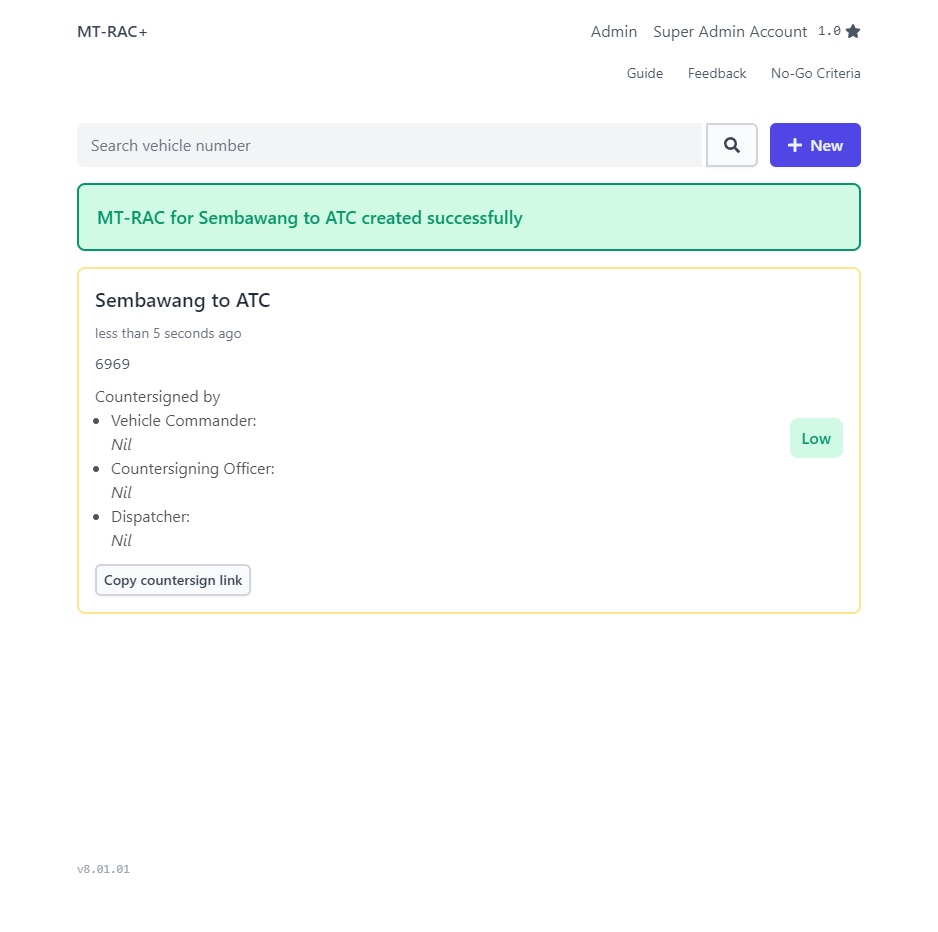 MT-RAC+
Admin Super Admin Account 1.0
Guide Feedback No-Go Criteria
Search vehicle number
New
MT-RAC for Sembawang to ATC created successfully
Sembawang to ATC
less than 5 seconds ago
6969
Countersigned by
Vehicle Commander:
Nil
Countersigning Officer:
Nil
Dispatcher:
Nil
Low
Copy countersign link
v8.01.01